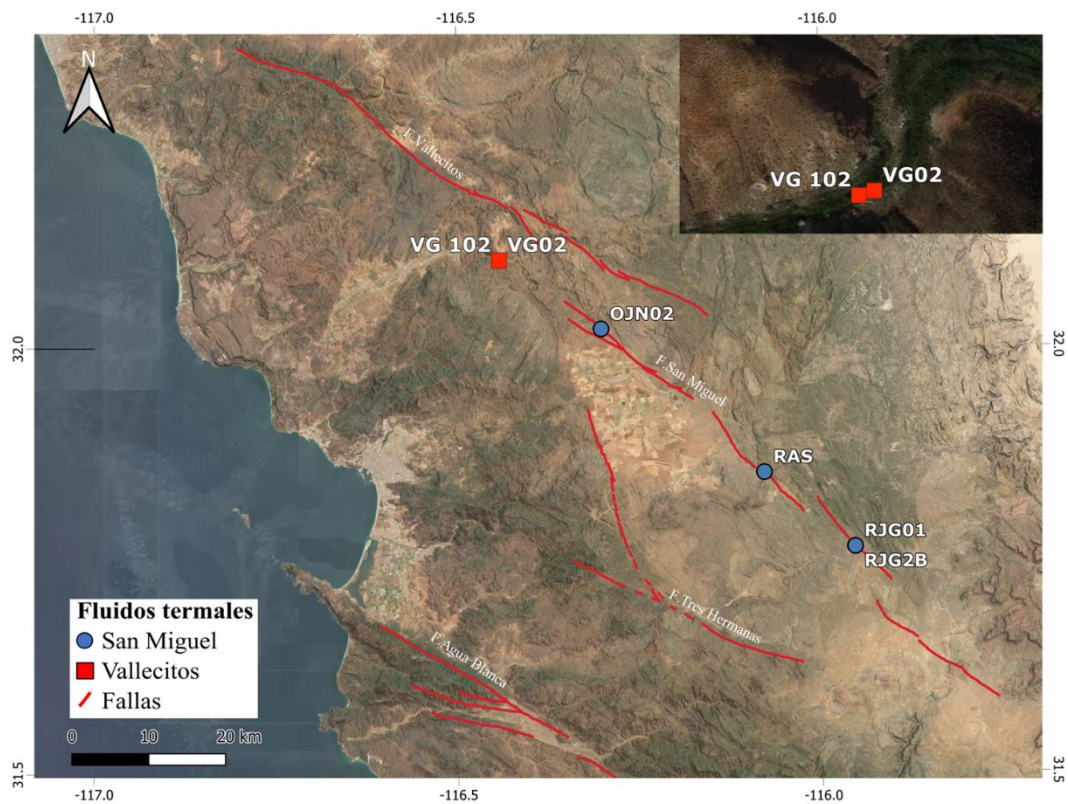 -117.0
-116.5
-116.0
N
VG 102
VG02
F.Vallecitos
VG 102
VG02
OJN02
32.0
32.0
F.San Miguel
RAS
RJG01
RJG2B
F.Tres Hermanas
F.Agua Blanca
Fluidos termales
San Miguel
Vallecitos
Fallas
0
10
20 km
31.5
31.5
-117.0
-116.5
-116.0